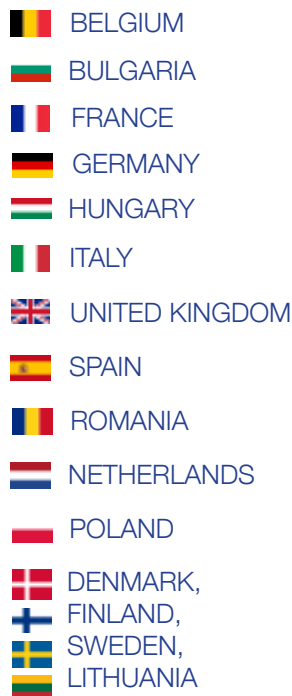 BELGIUM
BULGARIA
FRANCE
GERMANY
HUNGARY
ITALY
UNITED KINGDOM
SPAIN
ROMANIA
NETHERLANDS
POLAND
DENMARK,
FINLAND,
SWEDEN,
LITHUANIA